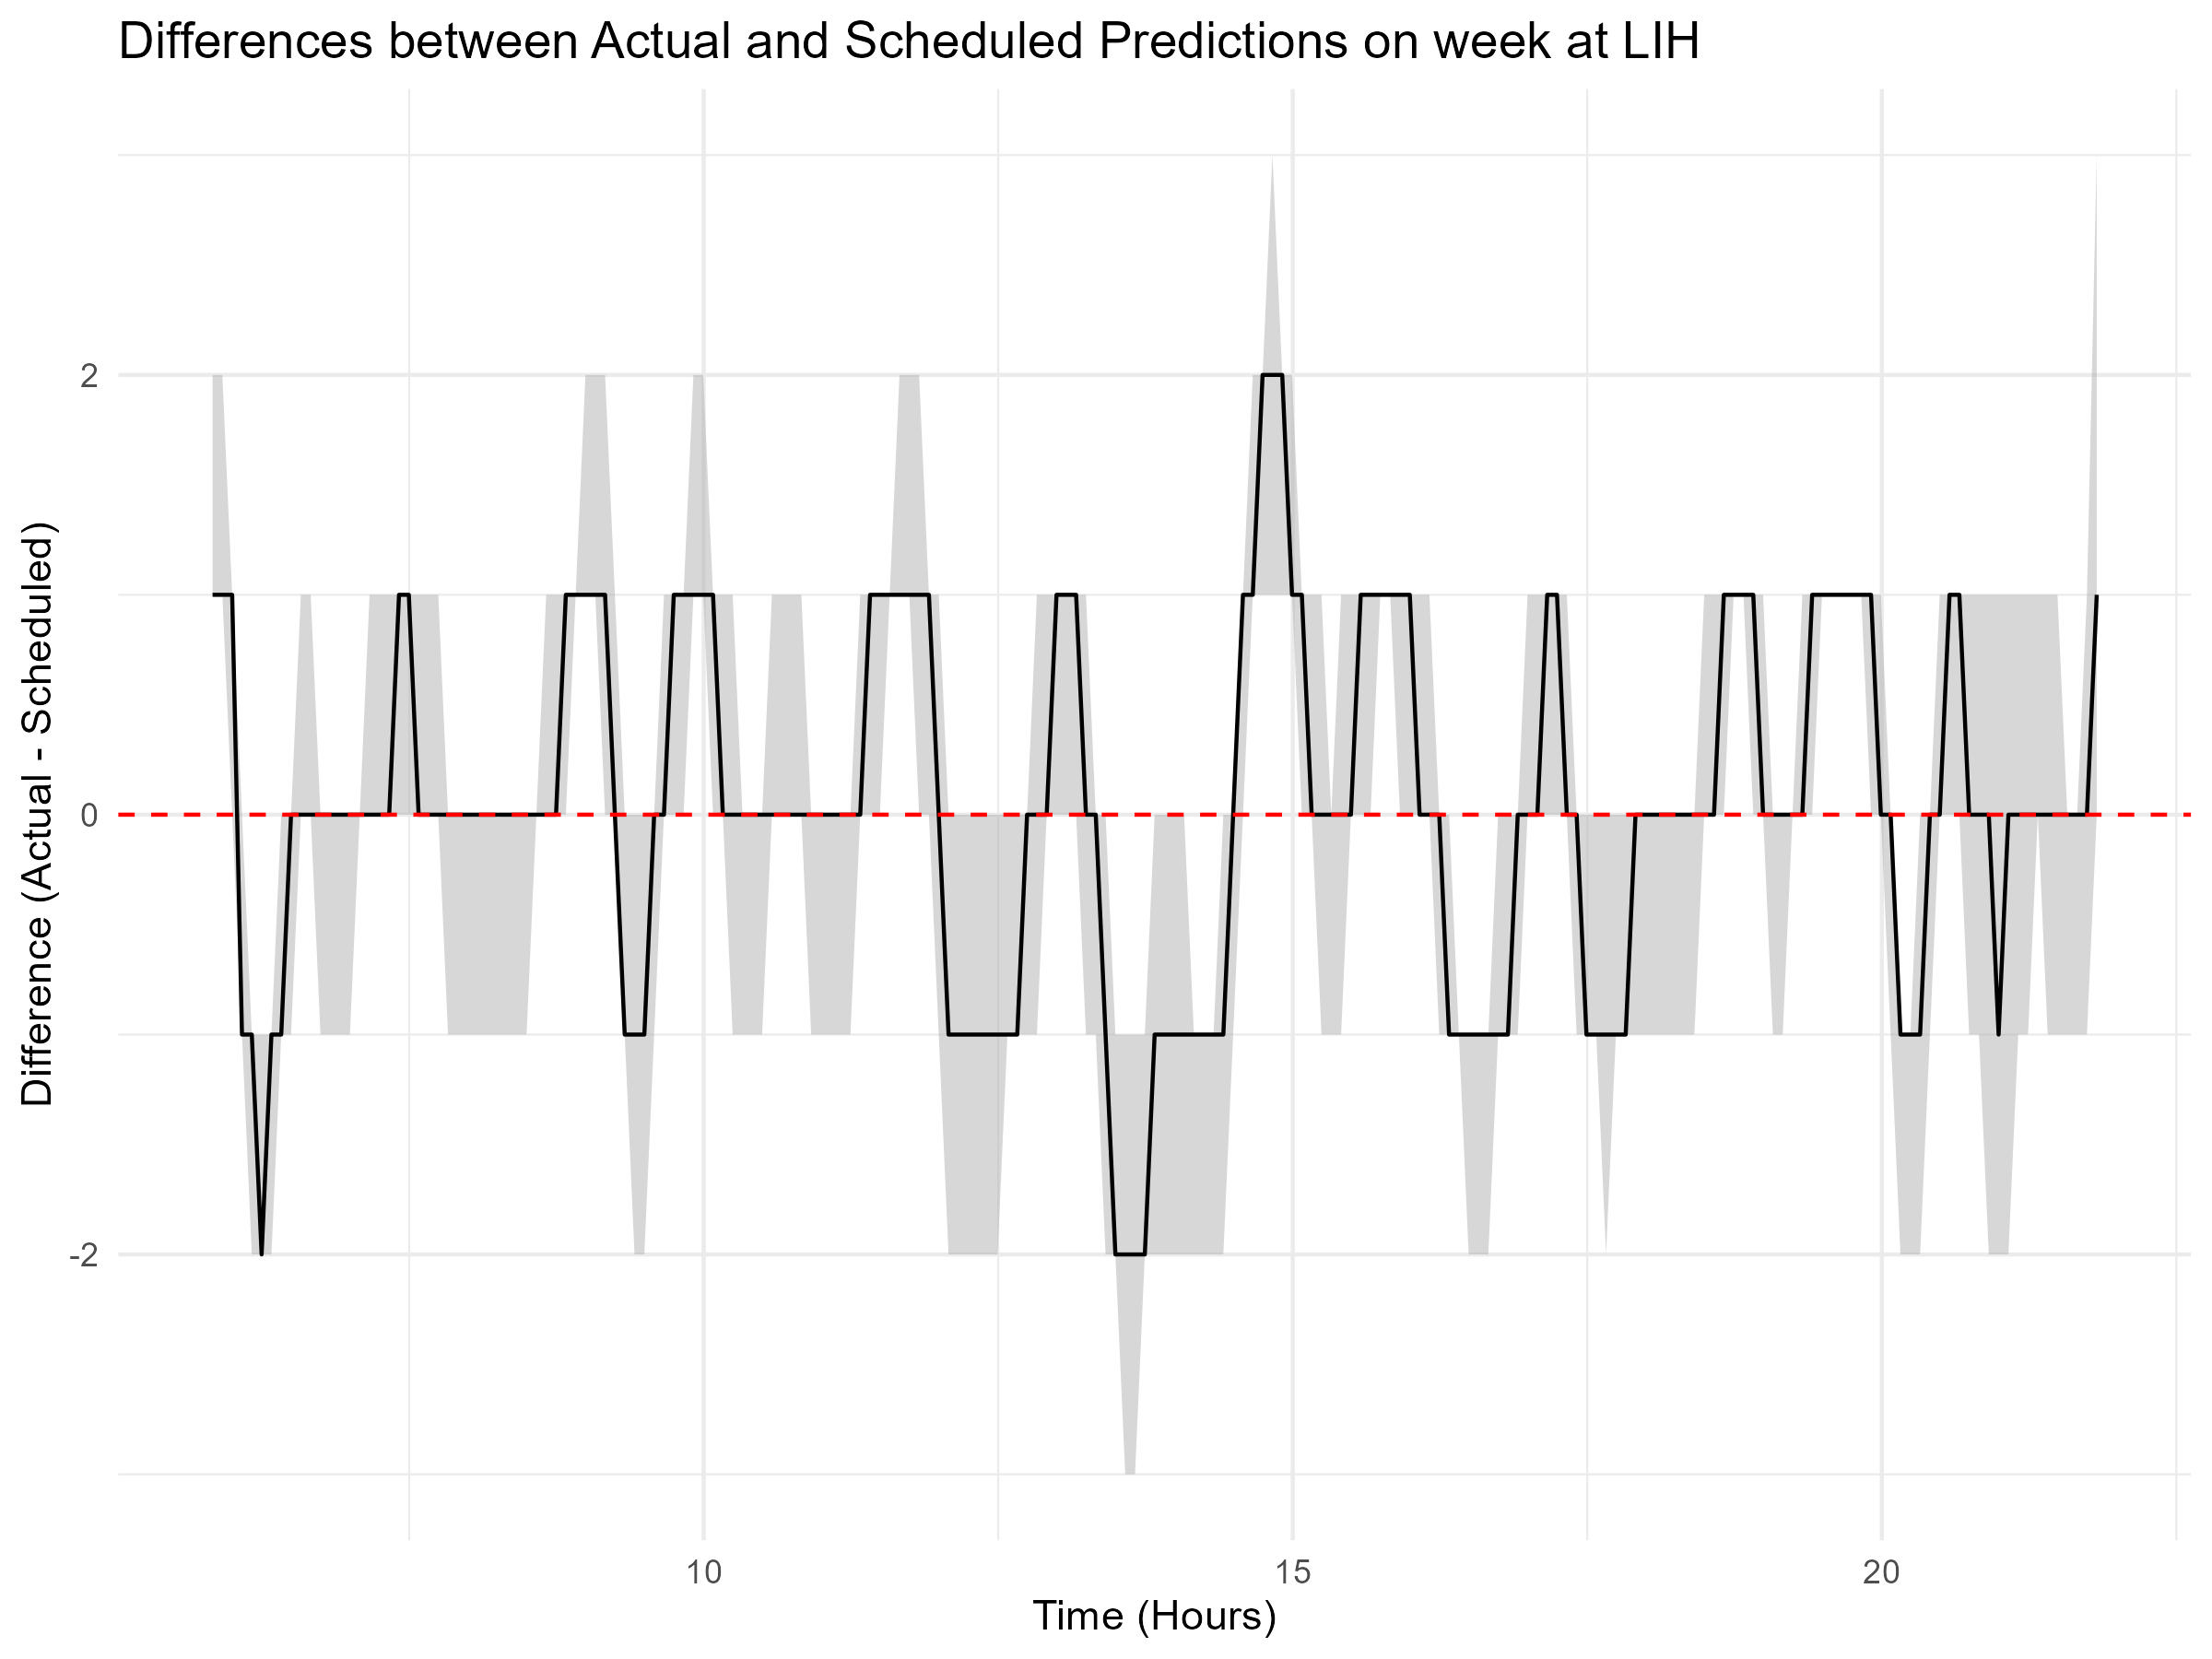 Differences between Actual and Scheduled Predictions on week at LIH
Difference (Actual - Scheduled)
2
0
-2
10
15
20
Time (Hours)